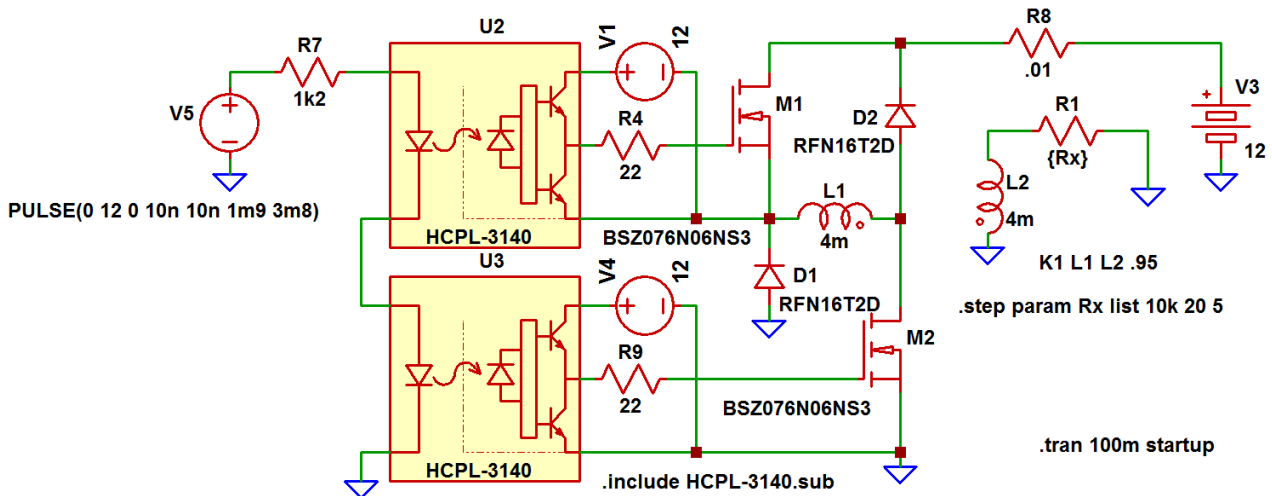 U2
V1
12
R7
1k2
V5
R4
22
M1
D2
RFN16T2D
R8
.01
R1
{Rx}
V3
12
L2
4m
PULSE(0 12 0 10n 10n 1m9 3m8)
HCPL-3140
BSZ076N06NS3
L1
4m
K1 L1 L2 .95
U3
V4
12
D1
RFN16T2D
.step param Rx list 10k 20 5
M2
R9
22
BSZ076N06NS3
HCPL-3140
.include HCPL-3140.sub
.tran 100m startup